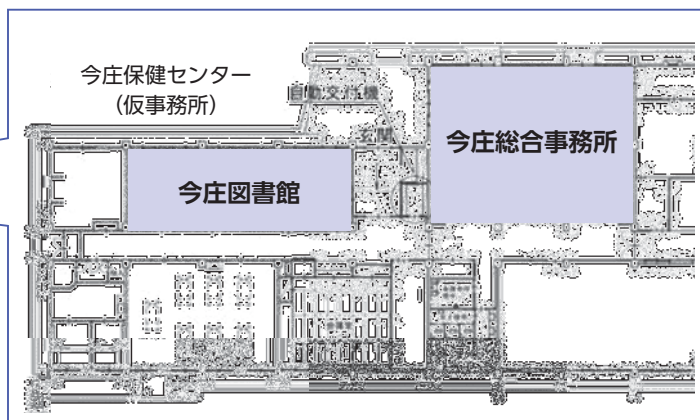 今庄保健センター
（仮事務所）
自動交付機
玄関
今庄総合事務所
今庄図書館